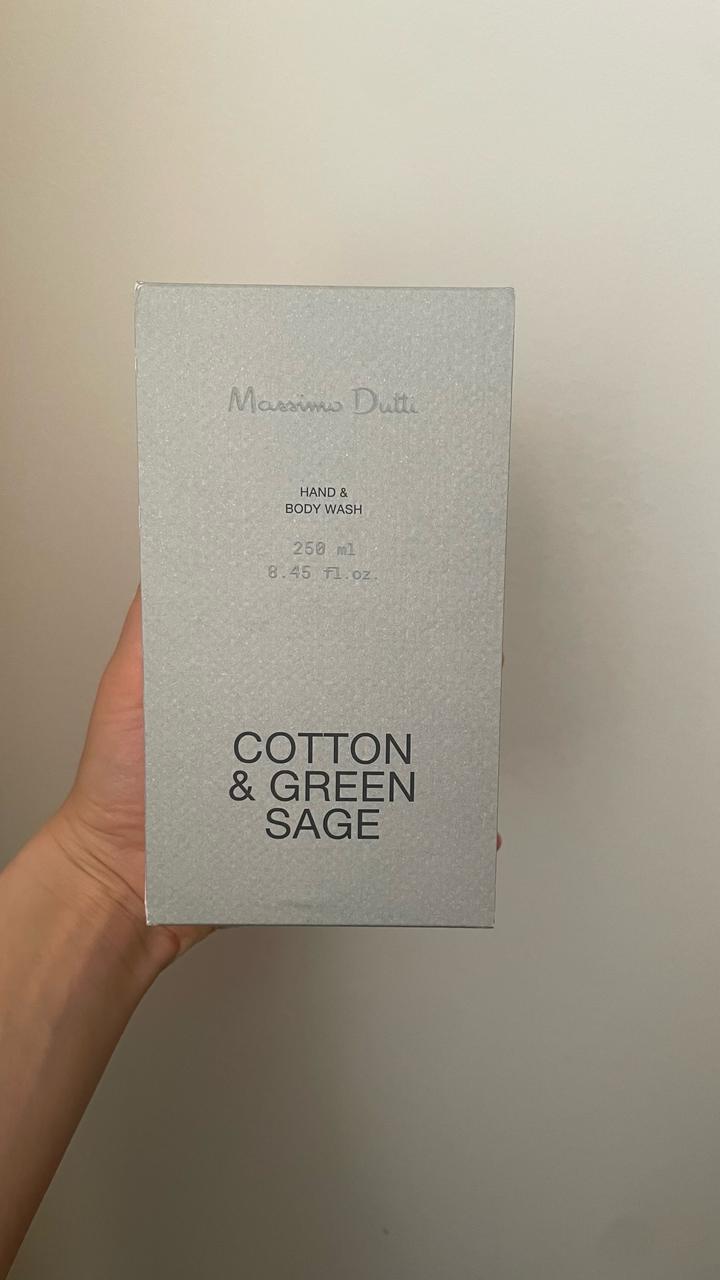 Massimo Dutti
HAND &
BODY WASH
250 ml
8.45 fl.oz.
COTTON
& GREEN
SAGE